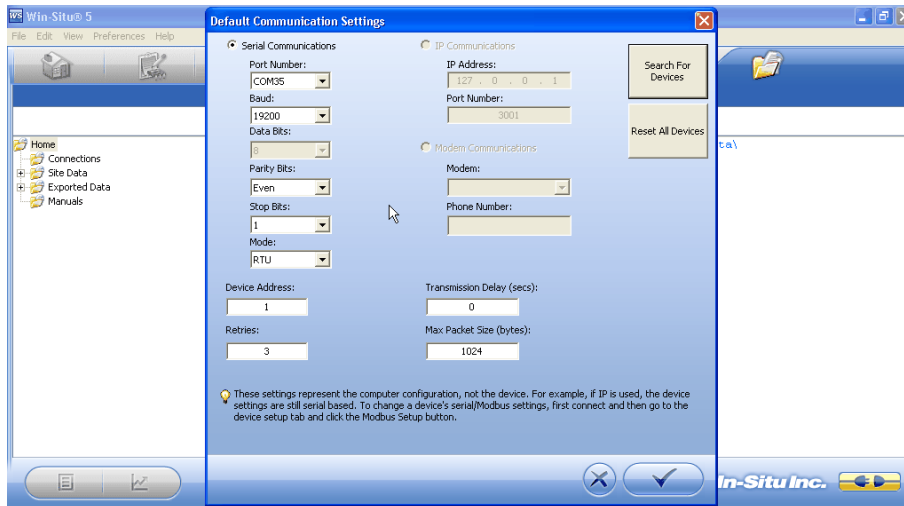 WS Win-Situ® 5
File Edit View Preferences Help
Home
Connections
Site Data
Exported Data
Manuals
Default Communication Settings
Serial Communications
Port Number:
COM35
Baud:
19200
Data Bits:
8
Parity Bits:
Even
Stop Bits:
1
Mode:
RTU
IP Communications
IP Address:
127 . 0 . 0 . 1
Port Number:
3001
Modem Communications
Modem:
Phone Number:
Search For
Devices
Reset All Devices
Device Address:
1
Transmission Delay (secs):
0
Retries:
3
Max Packet Size (bytes):
1024
These settings represent the computer configuration, not the device. For example, if IP is used, the device
settings are still serial based. To change a device's serial/Modbus settings, first connect and then go to the
device setup tab and click the Modbus Setup button.
ta\
In-Situ Inc.